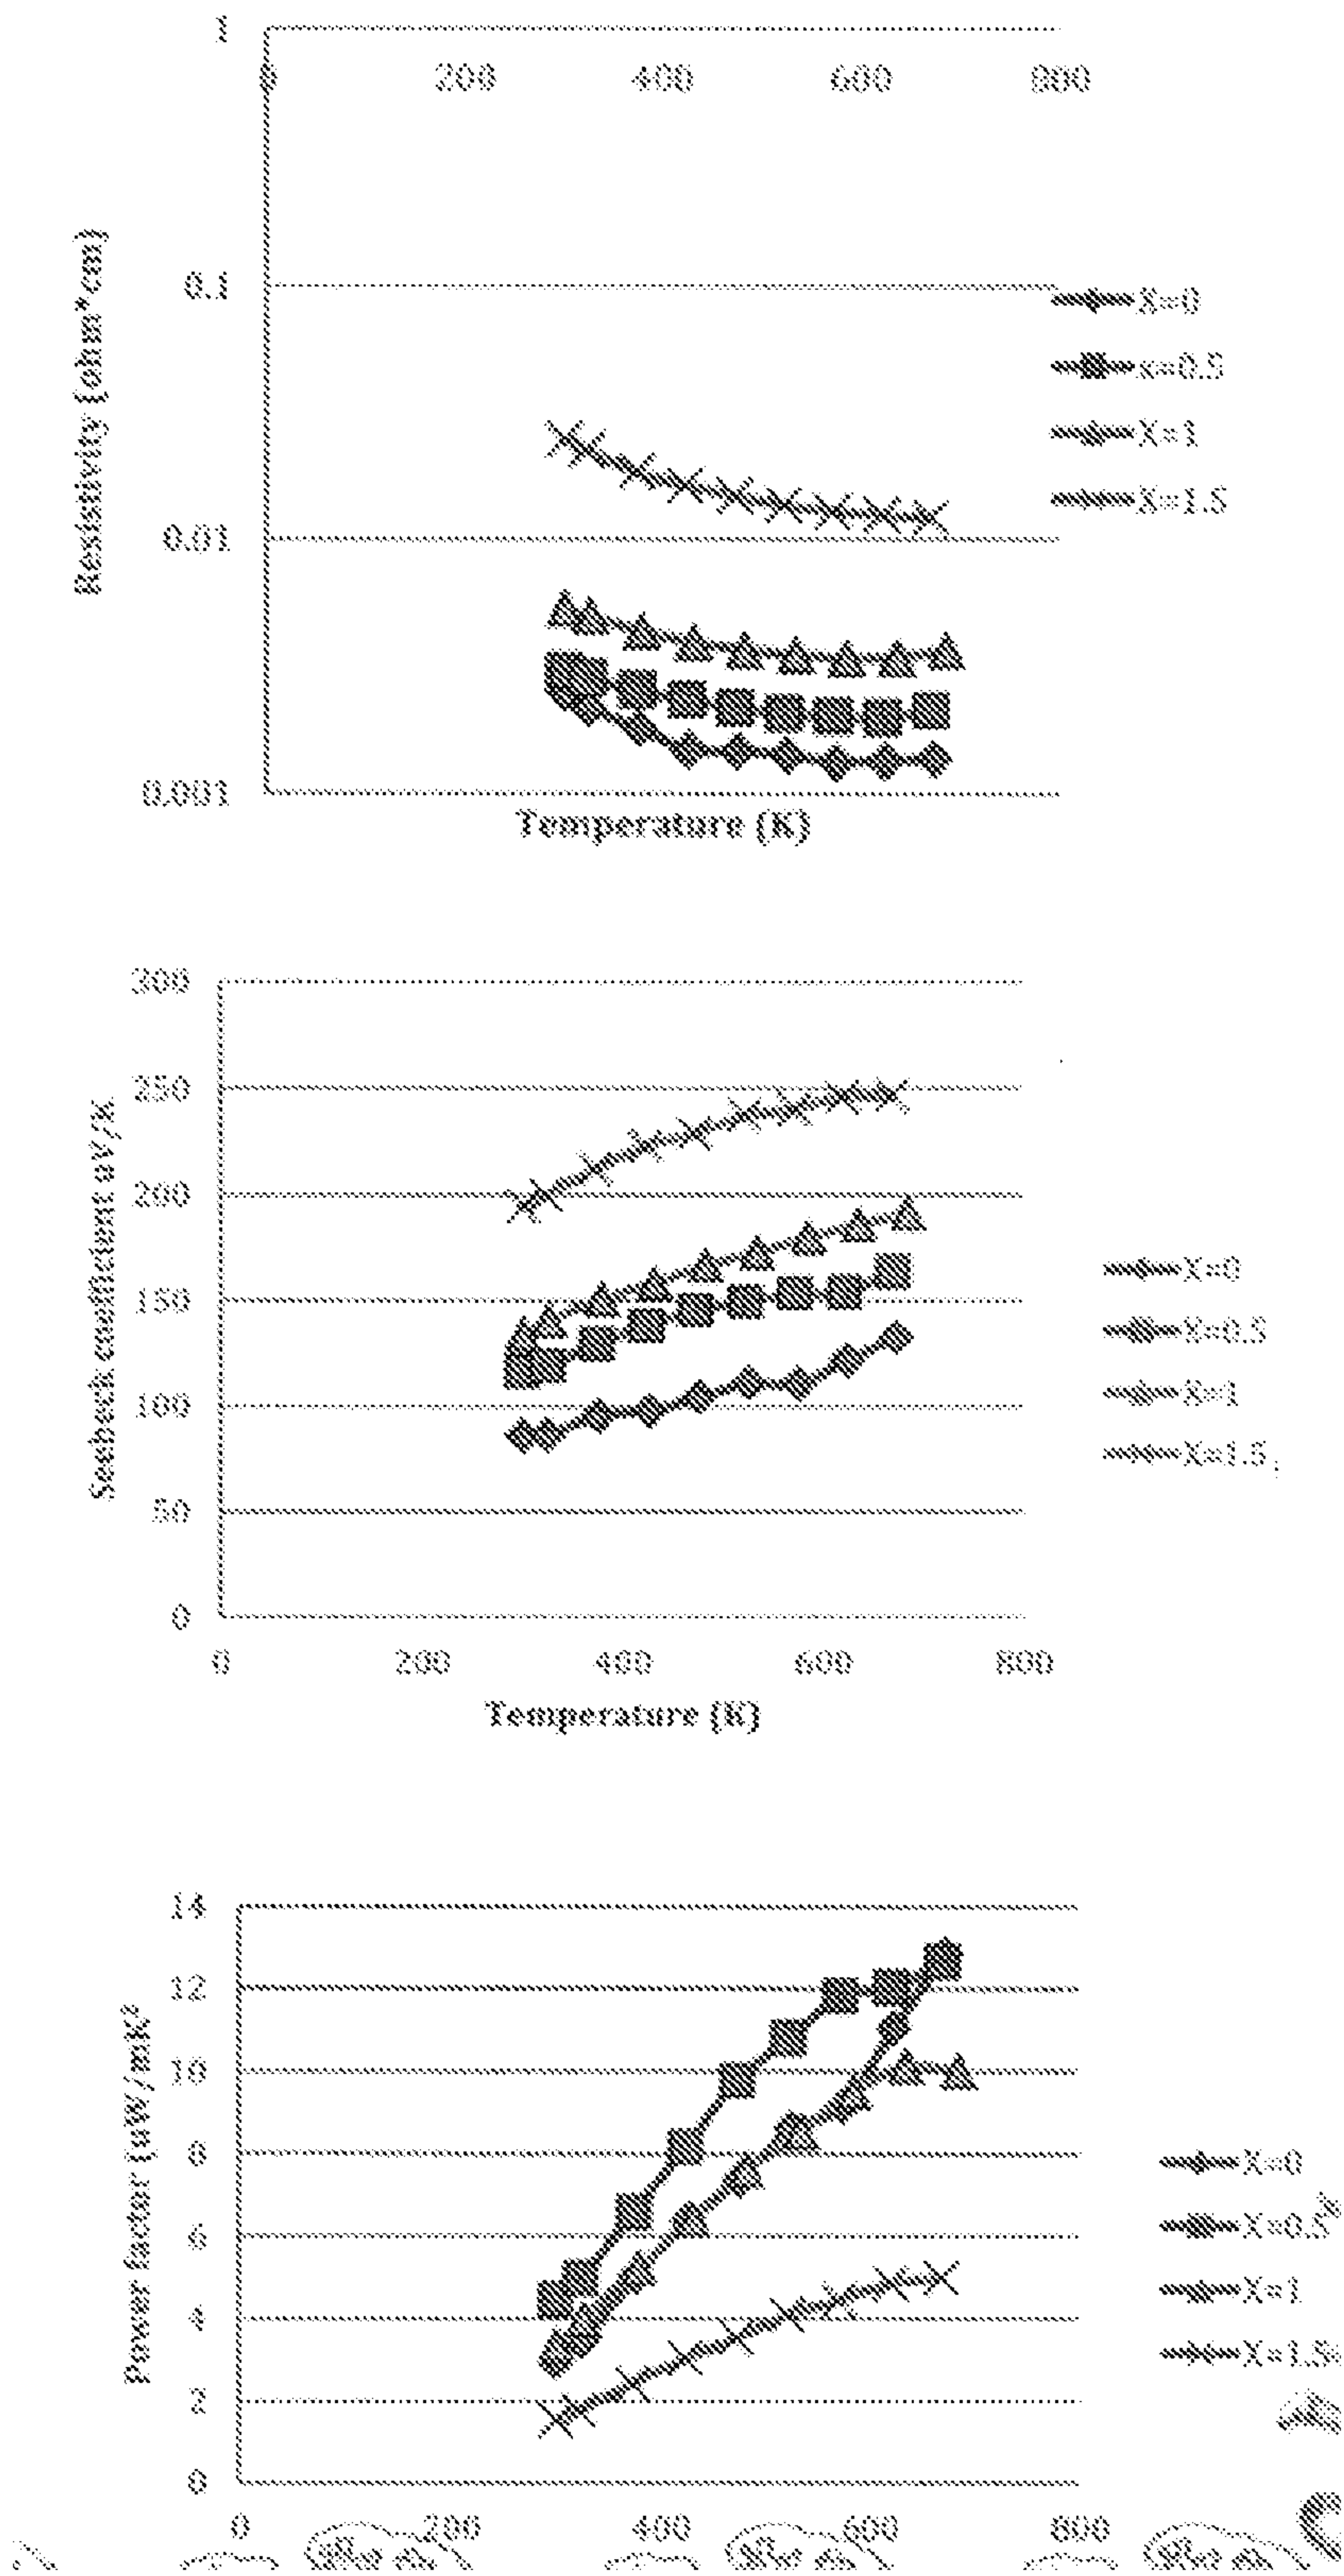 1
0 200 400 600 800
0.1
0.01
0.001
Resistivity (ohm*cm)
X=0
x=0.5
X=1
X=1.5
Temperature (K)
300
250
200
150
100
50
0
Seebeck coefficient uV/K
X=0
X=0.5
X=1
X=1.5
0 200 400 600 800
Temperature (K)
14
12
10
8
6
4
2
0
Power factor (uW/mK²
X=0
X=0.5
X=1
X=1.5
0 200 400 600 800